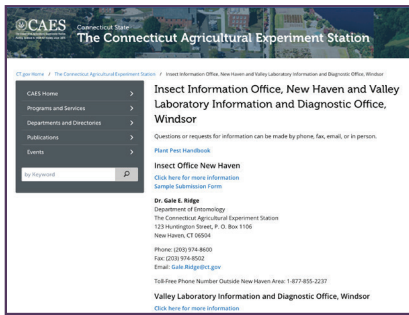 CAES
Connecticut State
The Connecticut Agricultural Experiment Station
CT.gov Home / The Connecticut Agricultural Experiment Station / Insect Information Office, New Haven and Valley Laboratory Information and Diagnostic Office, Windsor
CAES Home
Programs and Services
Departments and Directories
Publications
Events
by Keyword
Insect Information Office, New Haven and Valley
Laboratory Information and Diagnostic Office,
Windsor
Questions or requests for information can be made by phone, fax, email, or in person.
Plant Pest Handbook
Insect Office New Haven
Click here for more information
Sample Submission Form
Dr. Gale E. Ridge
Department of Entomology
The Connecticut Agricultural Experiment Station
123 Huntington Street, P. O. Box 1106
New Haven, CT 06504
Phone: (203) 974-8600
Fax: (203) 974-8502
Email: Gale.Ridge@ct.gov
Toll-Free Phone Number Outside New Haven Area: 1-877-855-2237
Valley Laboratory Information and Diagnostic Office, Windsor
Click here for more information